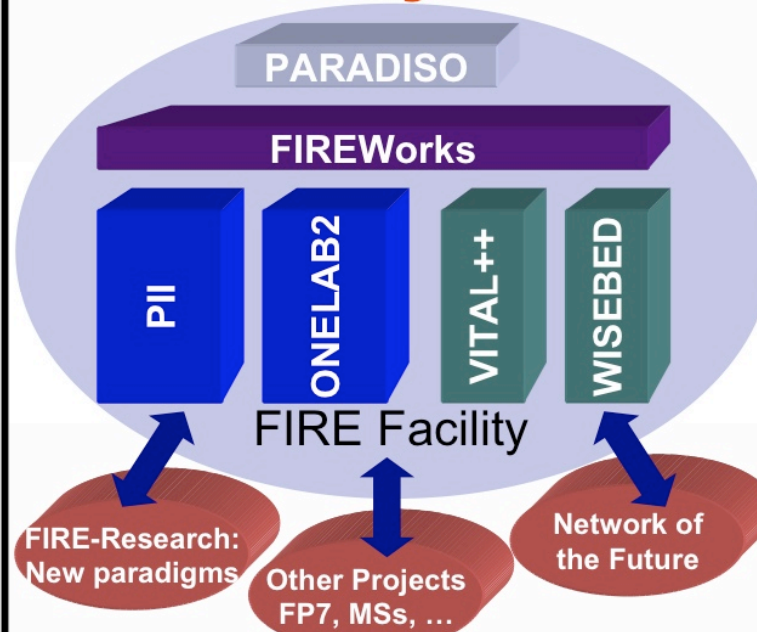 PARADISO
FIREWorks
PII
ONELAB2
VITAL++
WISEBED
FIRE Facility
FIRE-Research:
New paradigms
Other Projects
FP7, MSs, ...
Network of
the Future